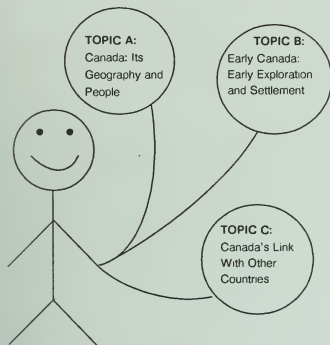 TOPIC A:
Canada: Its
Geography and
People
TOPIC B:
Early Canada:
Early Exploration
and Settlement
TOPIC C:
Canada's Link
With Other
Countries